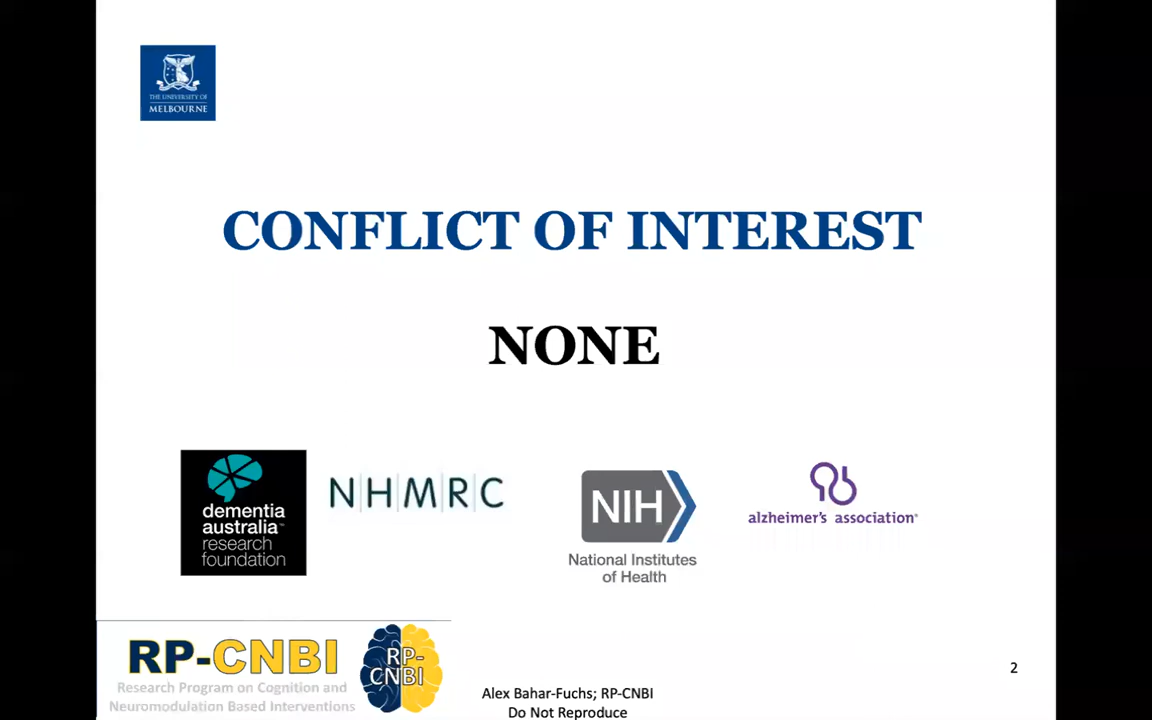 THE UNIVERSITY OF
MELBOURNE
CONFLICT OF INTEREST
NONE
dementia
australia™
research
foundation
NHMRC
NIH
National Institutes
of Health
alzheimer's association®
RP-CNBI
Research Program on Cognition and
Neuromodulation Based Interventions
RP-
CNBI
Alex Bahar-Fuchs; RP-CNBI
Do Not Reproduce
2